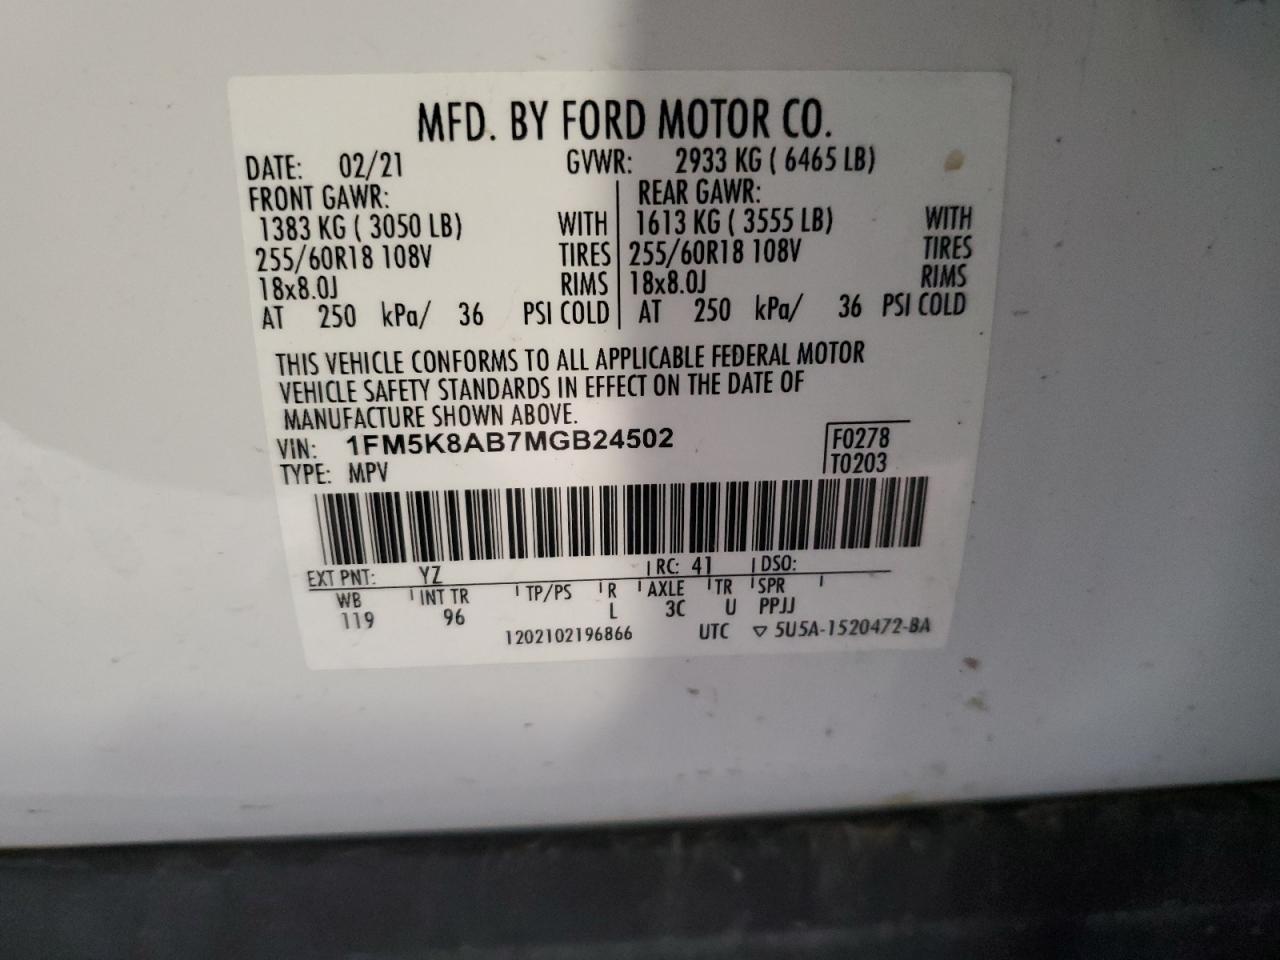 MFD. BY FORD MOTOR CO.
DATE: 02/21 GVWR: 2933 KG ( 6465 LB)
FRONT GAWR: REAR GAWR:
1383 KG ( 3050 LB) WITH 1613 KG ( 3555 LB) WITH
255/60R18 108V TIRES 255/60R18 108V TIRES
18x8.0J RIMS 18x8.0J RIMS
AT 250 kPa/ 36 PSI COLD AT 250 kPa/ 36 PSI COLD
THIS VEHICLE CONFORMS TO ALL APPLICABLE FEDERAL MOTOR
VEHICLE SAFETY STANDARDS IN EFFECT ON THE DATE OF
MANUFACTURE SHOWN ABOVE.
VIN: 1FM5K8AB7MGB24502 F0278
TYPE: MPV T0203
EXT PNT: YZ RC: 41 DSO:
WB INT TR TP/PS R AXLE TR SPR
119 96 L 3C U PPJJ
1202102196866 UTC ▽ 5U5A-1520472-BA